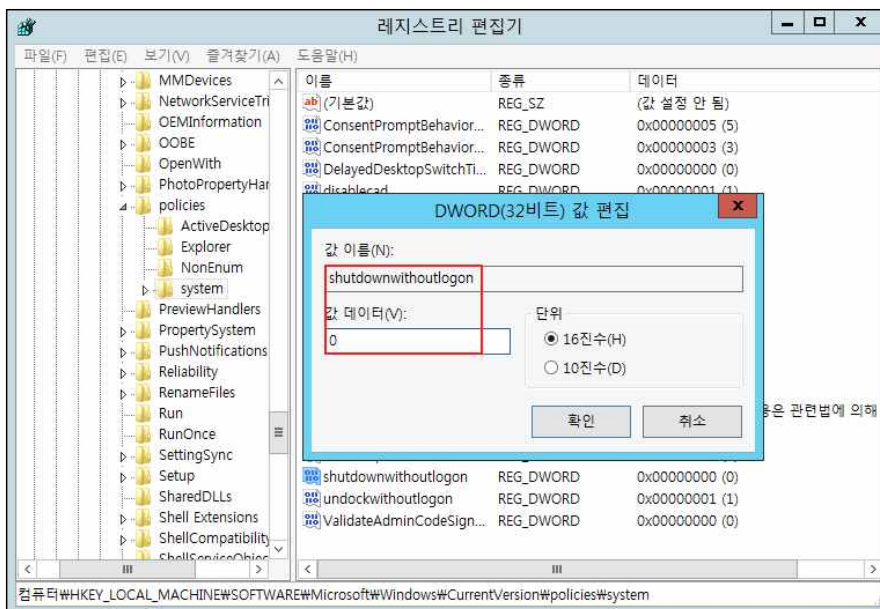 레지스트리 편집기
파일(F) 편집(E) 보기(V) 즐겨찾기(A) 도움말(H)
MMDevices
NetworkServiceTri
OEMInformation
OOBE
OpenWith
PhotoPropertyHar
policies
ActiveDesktop
Explorer
NonEnum
system
PreviewHandlers
PropertySystem
PushNotifications
Reliability
RenameFiles
Run
RunOnce
SettingSync
Setup
SharedDLLs
Shell Extensions
ShellCompatibility
ShellServiceObjec
이름 종류 데이터
ab (기본값) REG_SZ (값 설정 안 됨)
ConsentPromptBehavior... REG_DWORD 0x00000005 (5)
ConsentPromptBehavior... REG_DWORD 0x00000003 (3)
DelayedDesktopSwitchTi... REG_DWORD 0x00000000 (0)
disablecad REG_DWORD 0x00000001 (1)
DWORD(32비트) 값 편집
값 이름(N):
shutdownwithoutlogon
값 데이터(V):
0
단위
16진수(H)
10진수(D)
확인 취소
관련법에 의해
shutdownwithoutlogon REG_DWORD 0x00000000 (0)
undockwithoutlogon REG_DWORD 0x00000001 (1)
ValidateAdminCodeSign... REG_DWORD 0x00000000 (0)
컴퓨터₩HKEY_LOCAL_MACHINE₩SOFTWARE₩Microsoft₩Windows₩CurrentVersion₩policies₩system